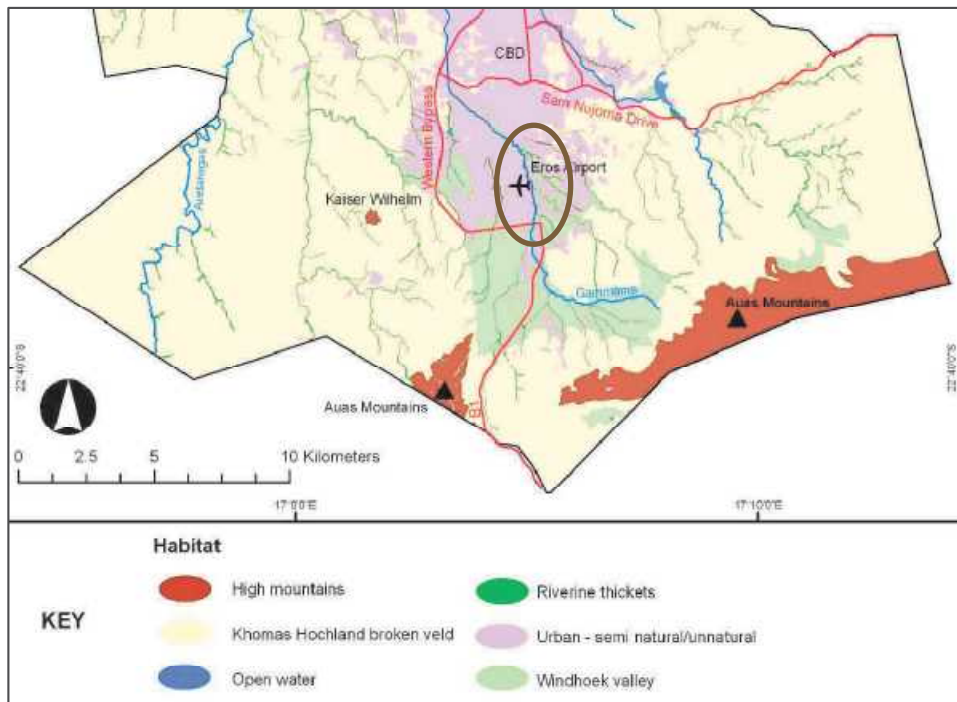 CBD
Sam Nujoma Drive
Western Bypass
Eros Airport
Kaiser Wilhelm
Auas Mountains
Auas Mountains
22°40'0"S
22°40'0"S
0 2.5 5 10 Kilometers
17°0'0"E
17°10'0"E
KEY
Habitat
High mountains
Khomas Hochland broken veld
Open water
Riverine thickets
Urban - semi natural/unnatural
Windhoek valley